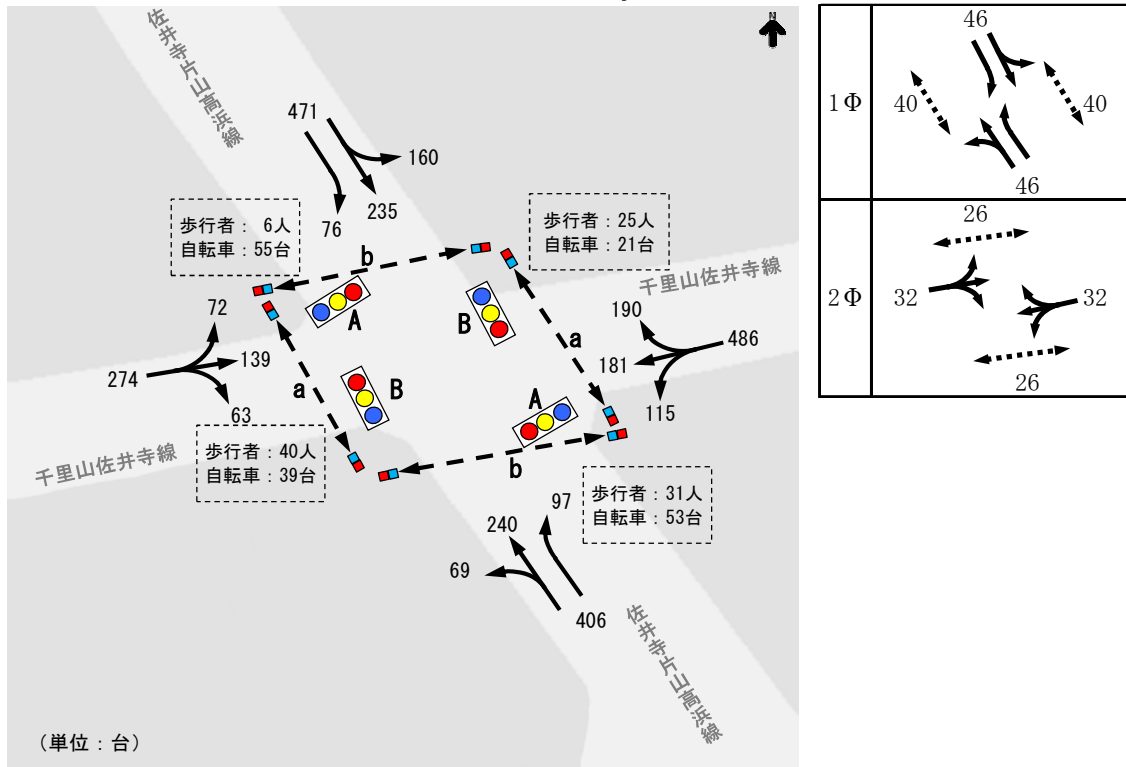 N
佐井寺片山高浜線
471
160
235
76
歩行者： 6人
自転車：55台
歩行者：25人
自転車：21台
b
A
B
a
千里山佐井寺線
72
139
274
63
190
486
181
115
a
B
A
b
千里山佐井寺線
歩行者：40人
自転車：39台
歩行者：31人
自転車：53台
97
240
69
406
佐井寺片山高浜線
（単位：台）
1Φ
46
40
40
46
2Φ
26
32
32
26